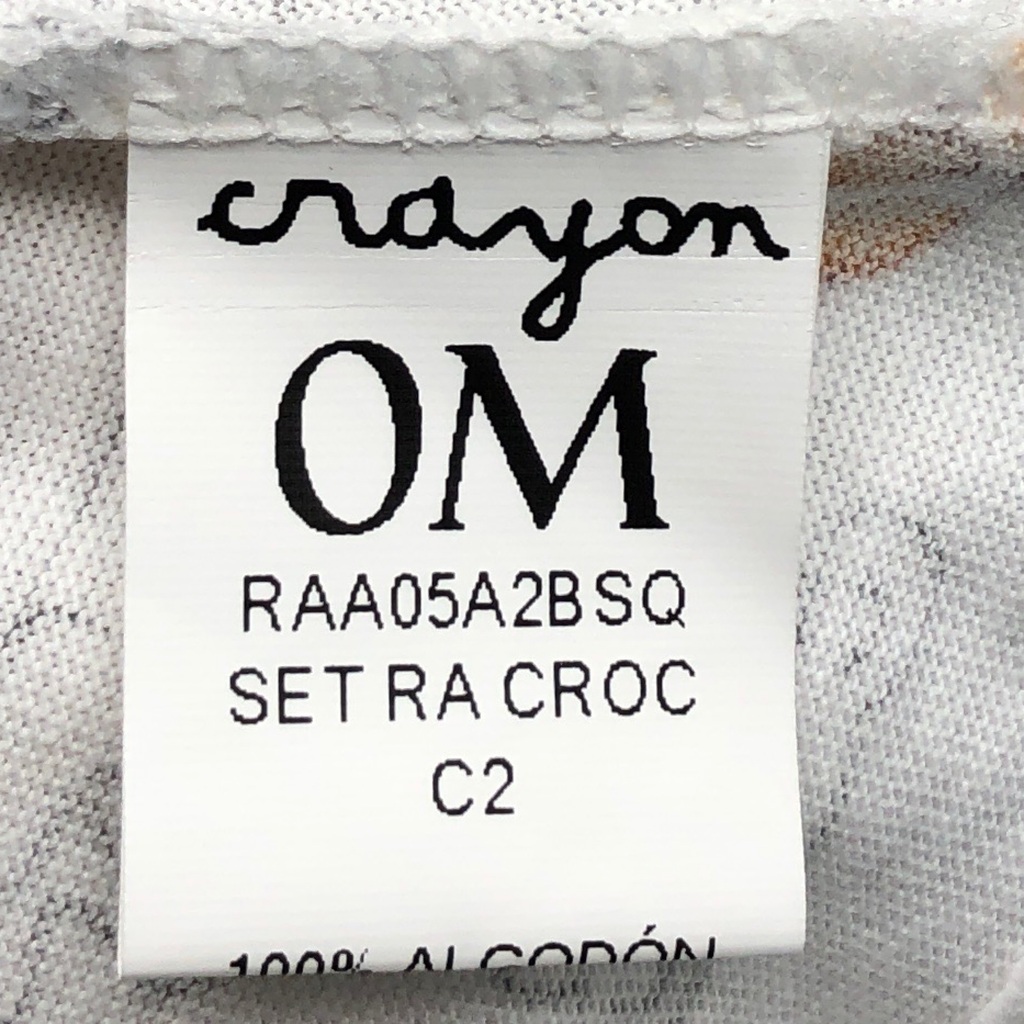 crayon
0M
RAA05A2BSQ
SET RA CROC
C2
100% ALGODÓN